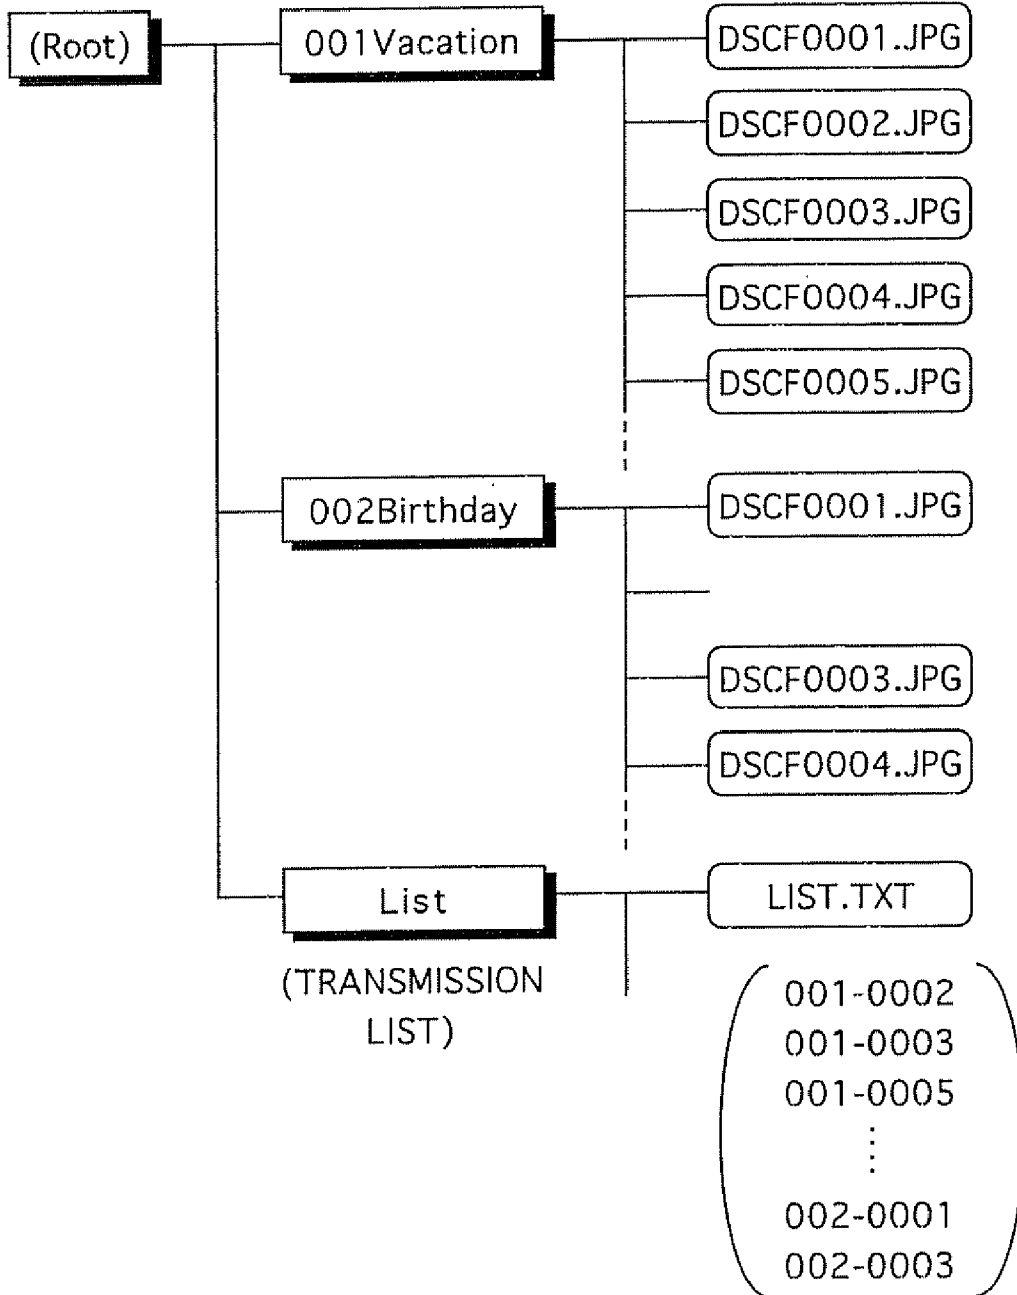 (Root)
001Vacation
DSCF0001.JPG
DSCF0002.JPG
DSCF0003.JPG
DSCF0004.JPG
DSCF0005.JPG
002Birthday
DSCF0001.JPG
DSCF0003.JPG
DSCF0004.JPG
List
(TRANSMISSION
LIST)
LIST.TXT
001-0002
001-0003
001-0005
⋮
002-0001
002-0003